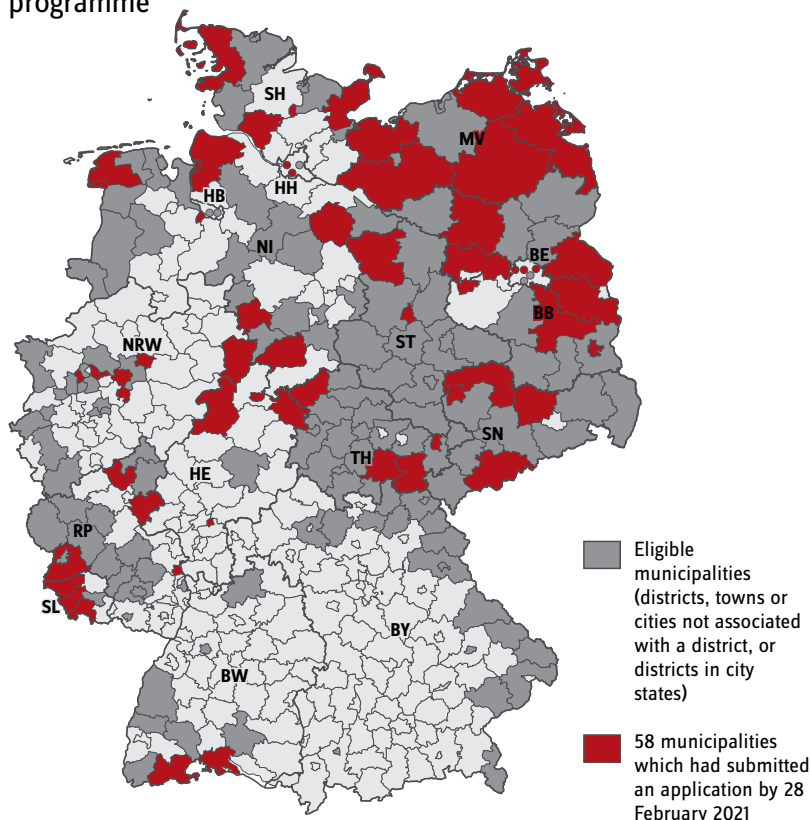 programme
SH
MV
HH
HB
NI
BE
BB
NRW
ST
SN
TH
HE
RP
SL
BY
BW
Eligible
municipalities
(districts, towns or
cities not associated
with a district, or
districts in city
states)
58 municipalities
which had submitted
an application by 28
February 2021